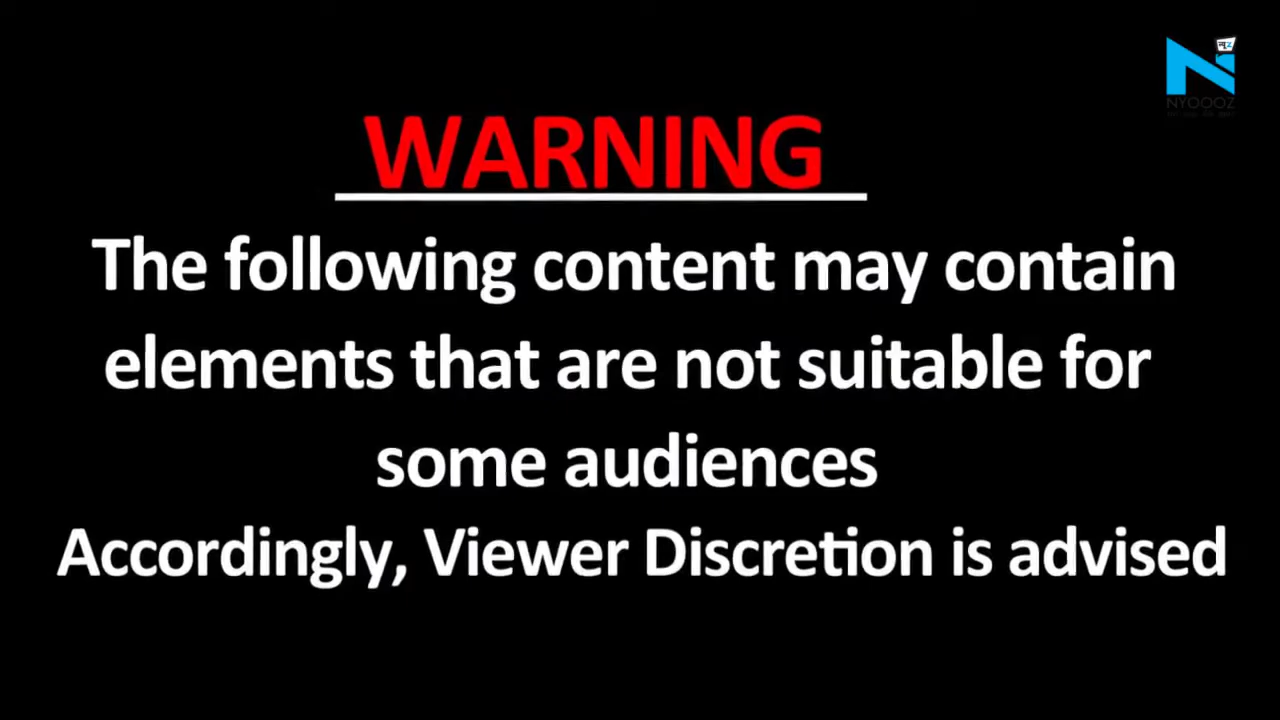 WARNING
The following content may contain
elements that are not suitable for
some audiences
Accordingly, Viewer Discretion is advised
NYOOOZ